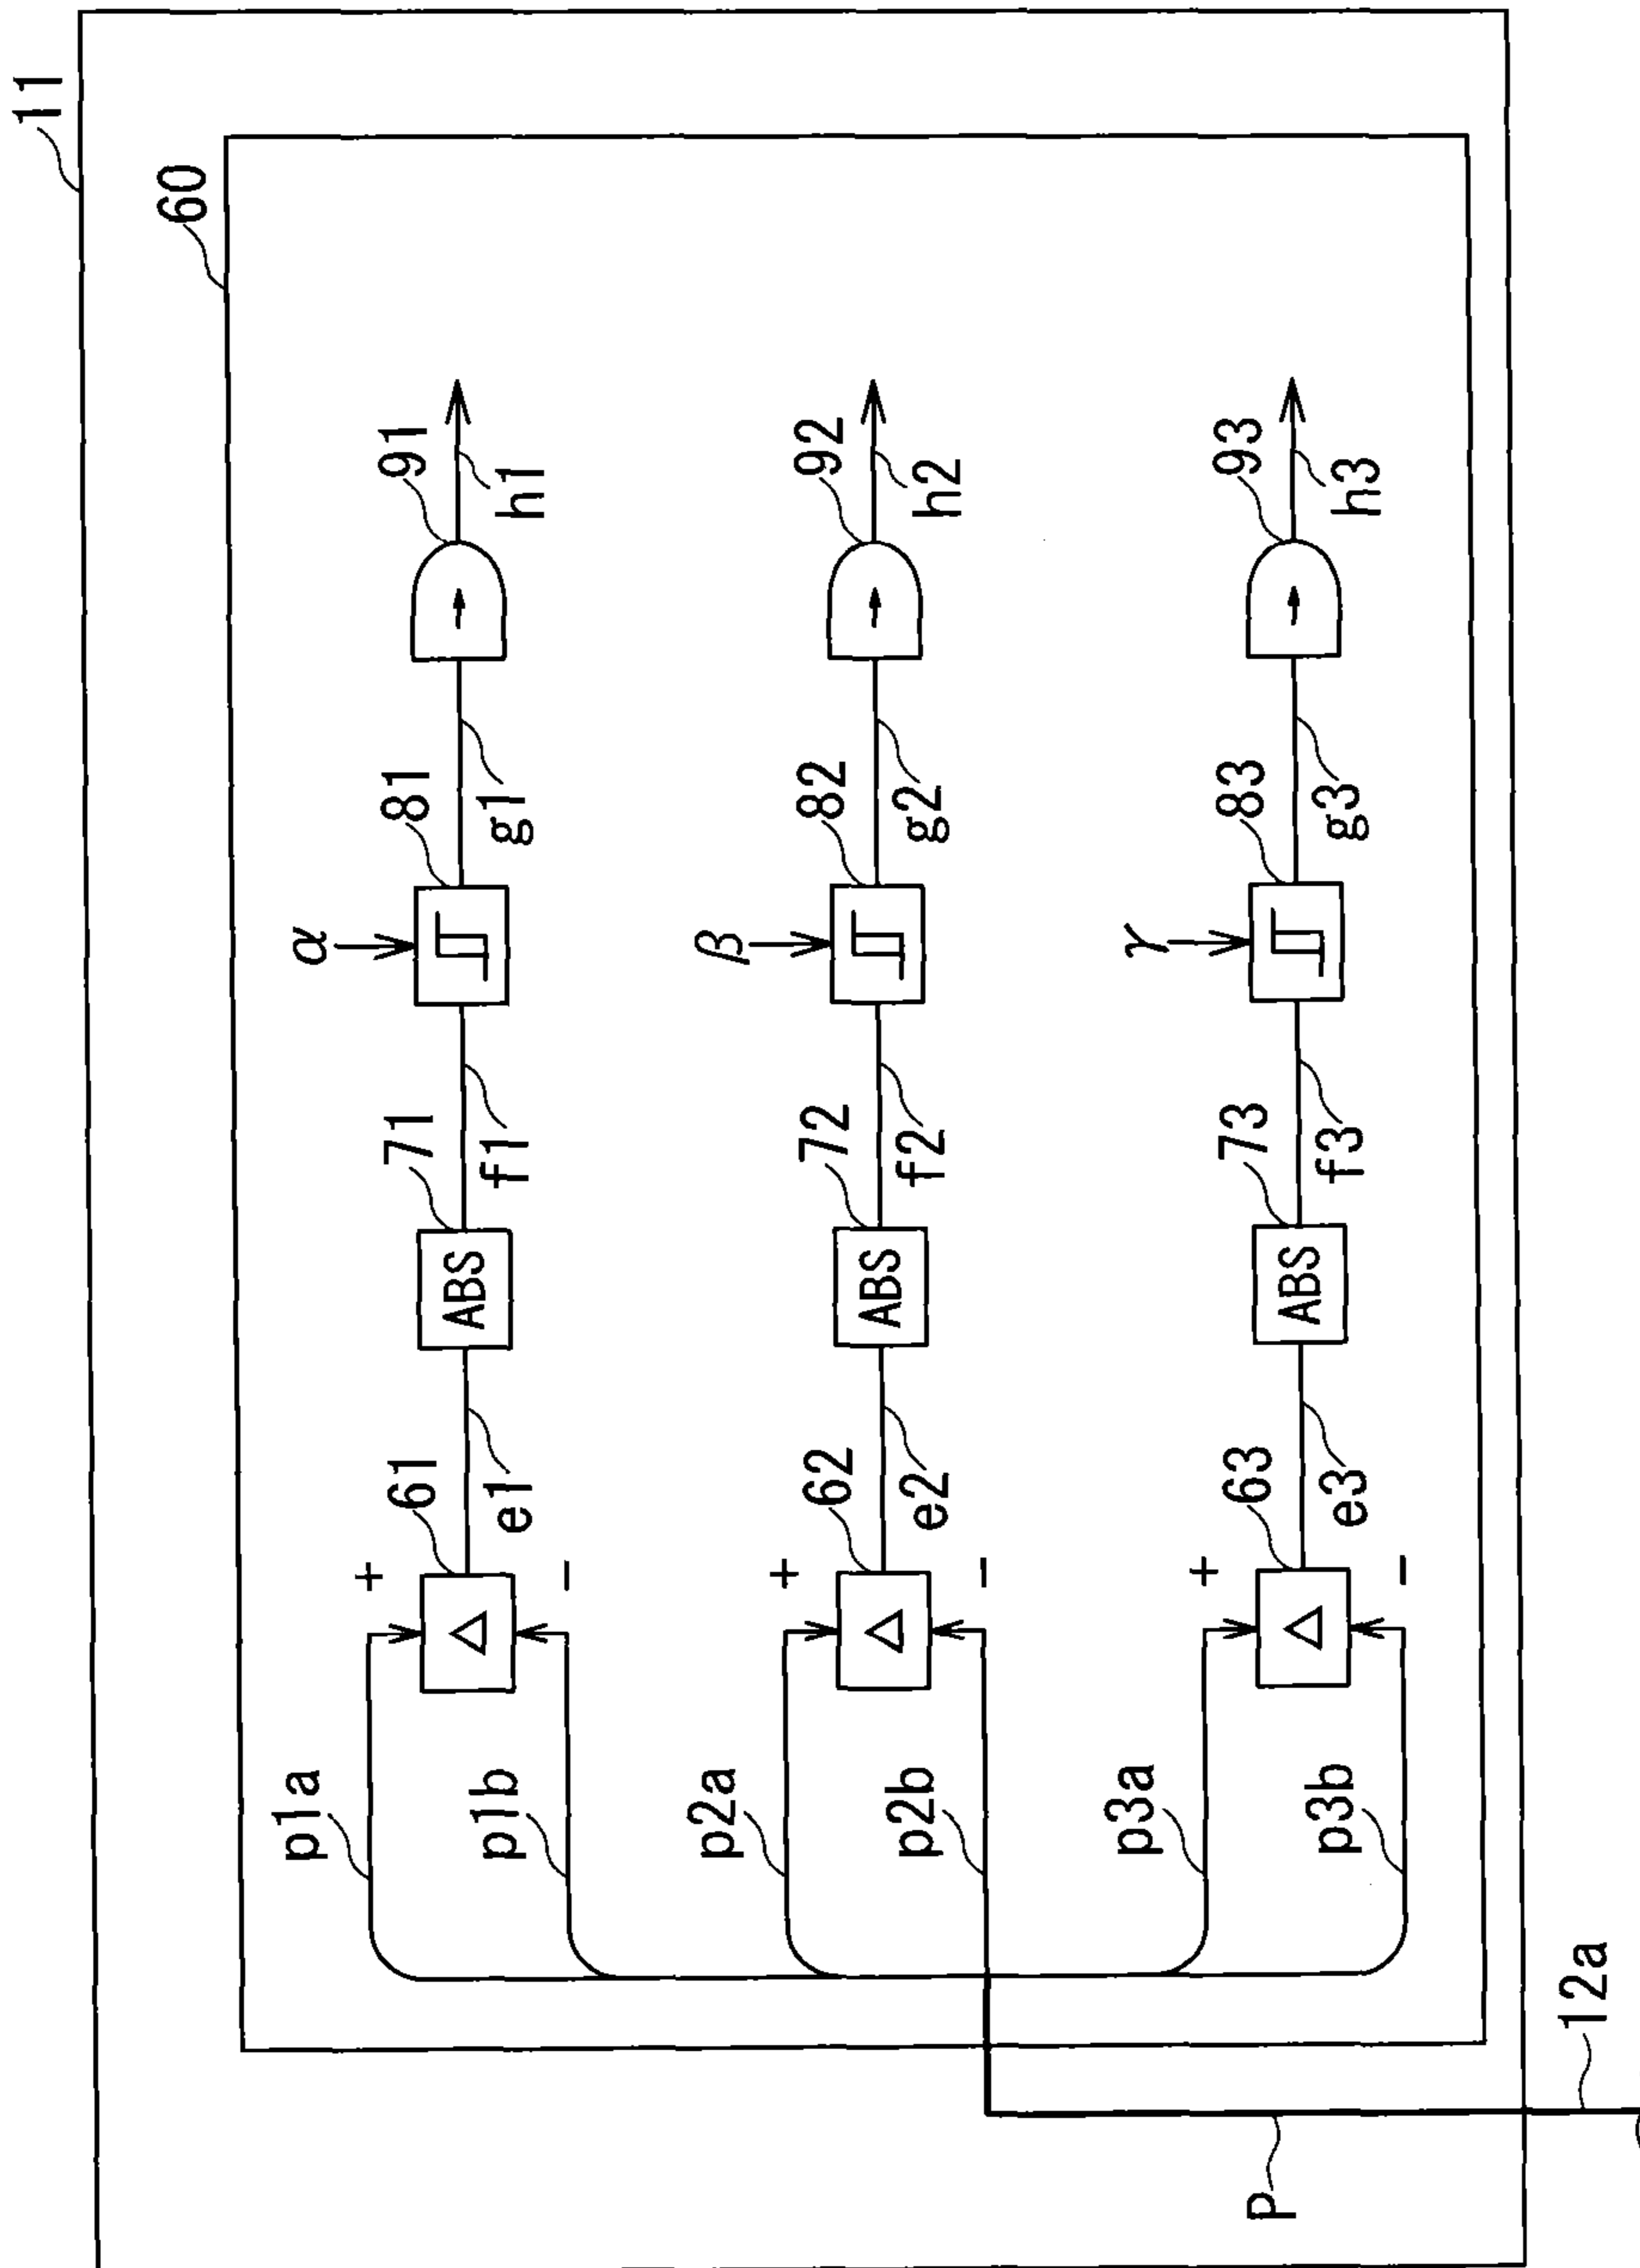 11
60
p1a
p1b
+
-
△
61
e1
ABS
71
f1
α
81
g1
91
h1
p2a
p2b
+
-
△
62
e2
ABS
72
f2
β
82
g2
92
h2
p3a
p3b
+
-
△
63
e3
ABS
73
f3
γ
83
g3
93
h3
P
12a